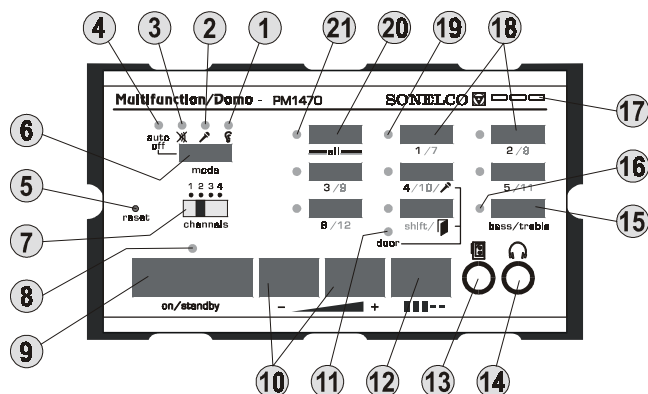 4 3 2 1 21 20 19 18
Multifunction/Demo - PM1470 SONELCO
17
6
auto
off
all 1/7 2/8
mode
16
5
3/9 4/10/ 5/11
1 2 3 4
reset
7
channels 6/12 shift/ bass/treble
15
door
8
9
on/standby - +
10 11 12 13 14